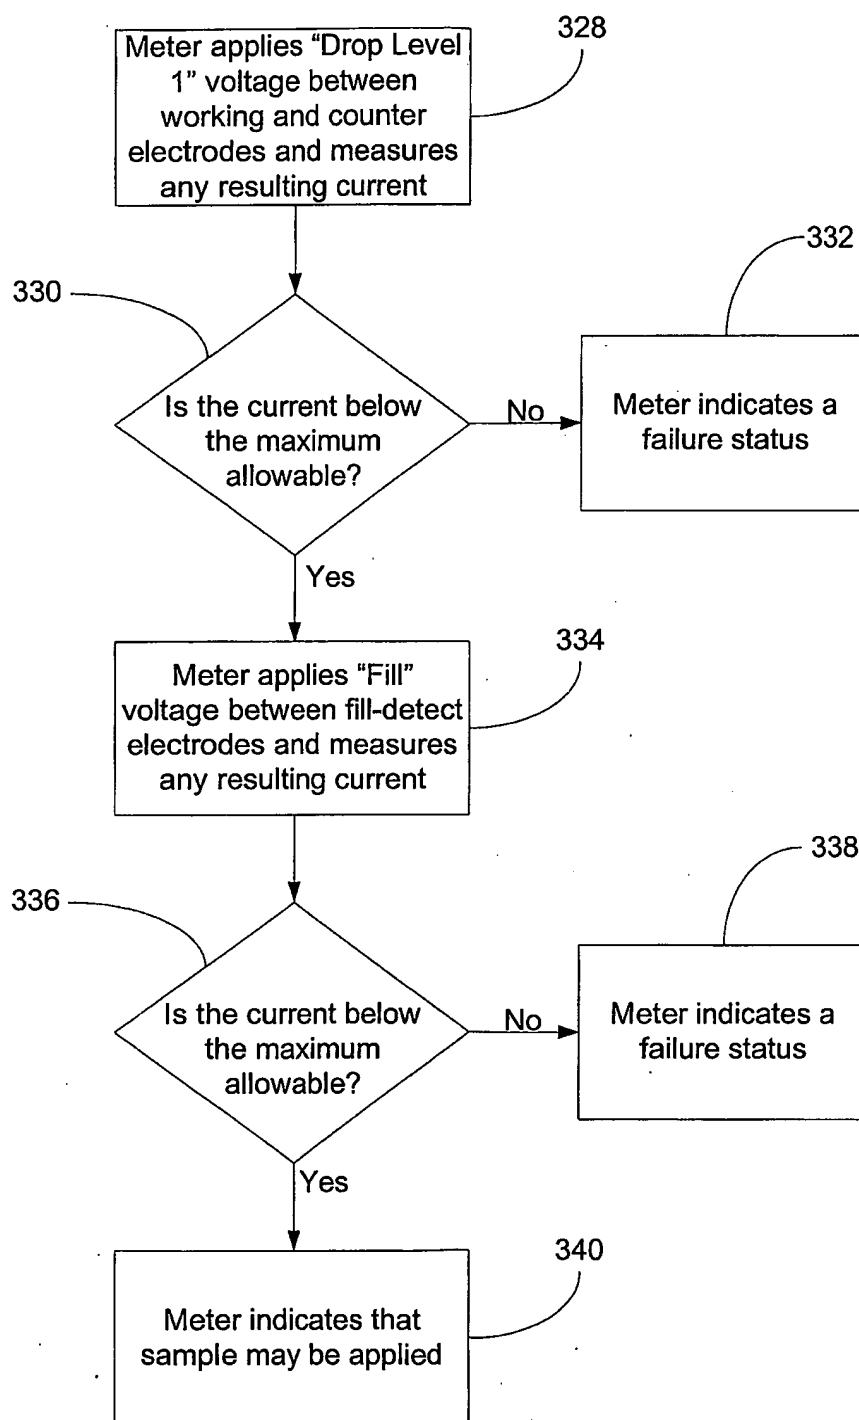 328
Meter applies “Drop Level
1” voltage between
working and counter
electrodes and measures
any resulting current
332
330
Is the current below
the maximum
allowable?
No
Meter indicates a
failure status
Yes
334
Meter applies “Fill”
voltage between fill-detect
electrodes and measures
any resulting current
338
336
Is the current below
the maximum
allowable?
No
Meter indicates a
failure status
Yes
340
Meter indicates that
sample may be applied